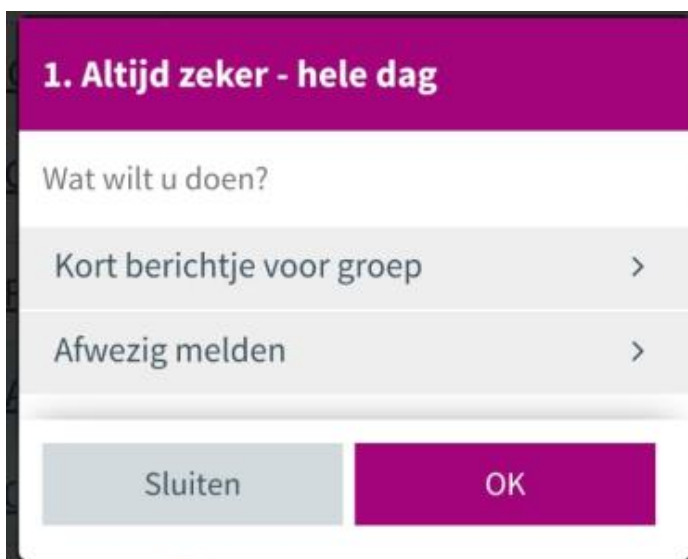 1. Altijd zeker - hele dag
Wat wilt u doen?
Kort berichtje voor groep
Afwezig melden
Sluiten
OK